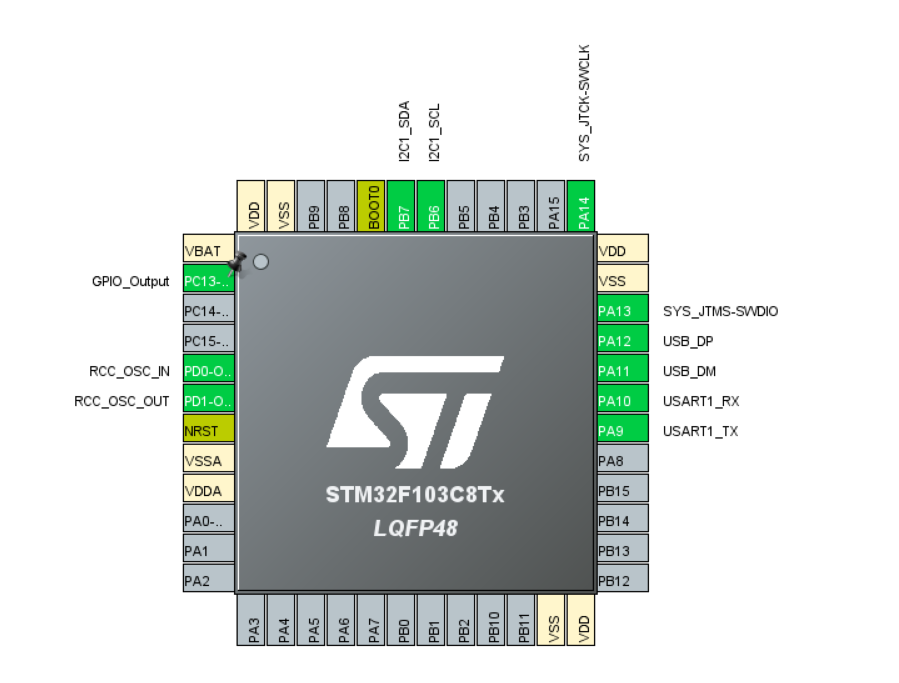 SYS_JTCK-SWCLK
I2C1_SDA
I2C1_SCL
VDD
VSS
PB9
PB8
BOOT0
PB7
PB6
PB5
PB4
PB3
PA15
PA14
VBAT
VDD
GPIO_Output
PC13-..
VSS
PC14-..
PA13
SYS_JTMS-SWDIO
PC15-..
PA12
USB_DP
RCC_OSC_IN
PD0-O..
PA11
USB_DM
RCC_OSC_OUT
PD1-O..
PA10
USART1_RX
NRST
PA9
USART1_TX
VSSA
PA8
VDDA
PB15
PA0-..
PB14
PA1
PB13
PA2
PB12
ST
STM32F103C8Tx
LQFP48
PA3
PA4
PA5
PA6
PA7
PB0
PB1
PB2
PB10
PB11
VSS
VDD